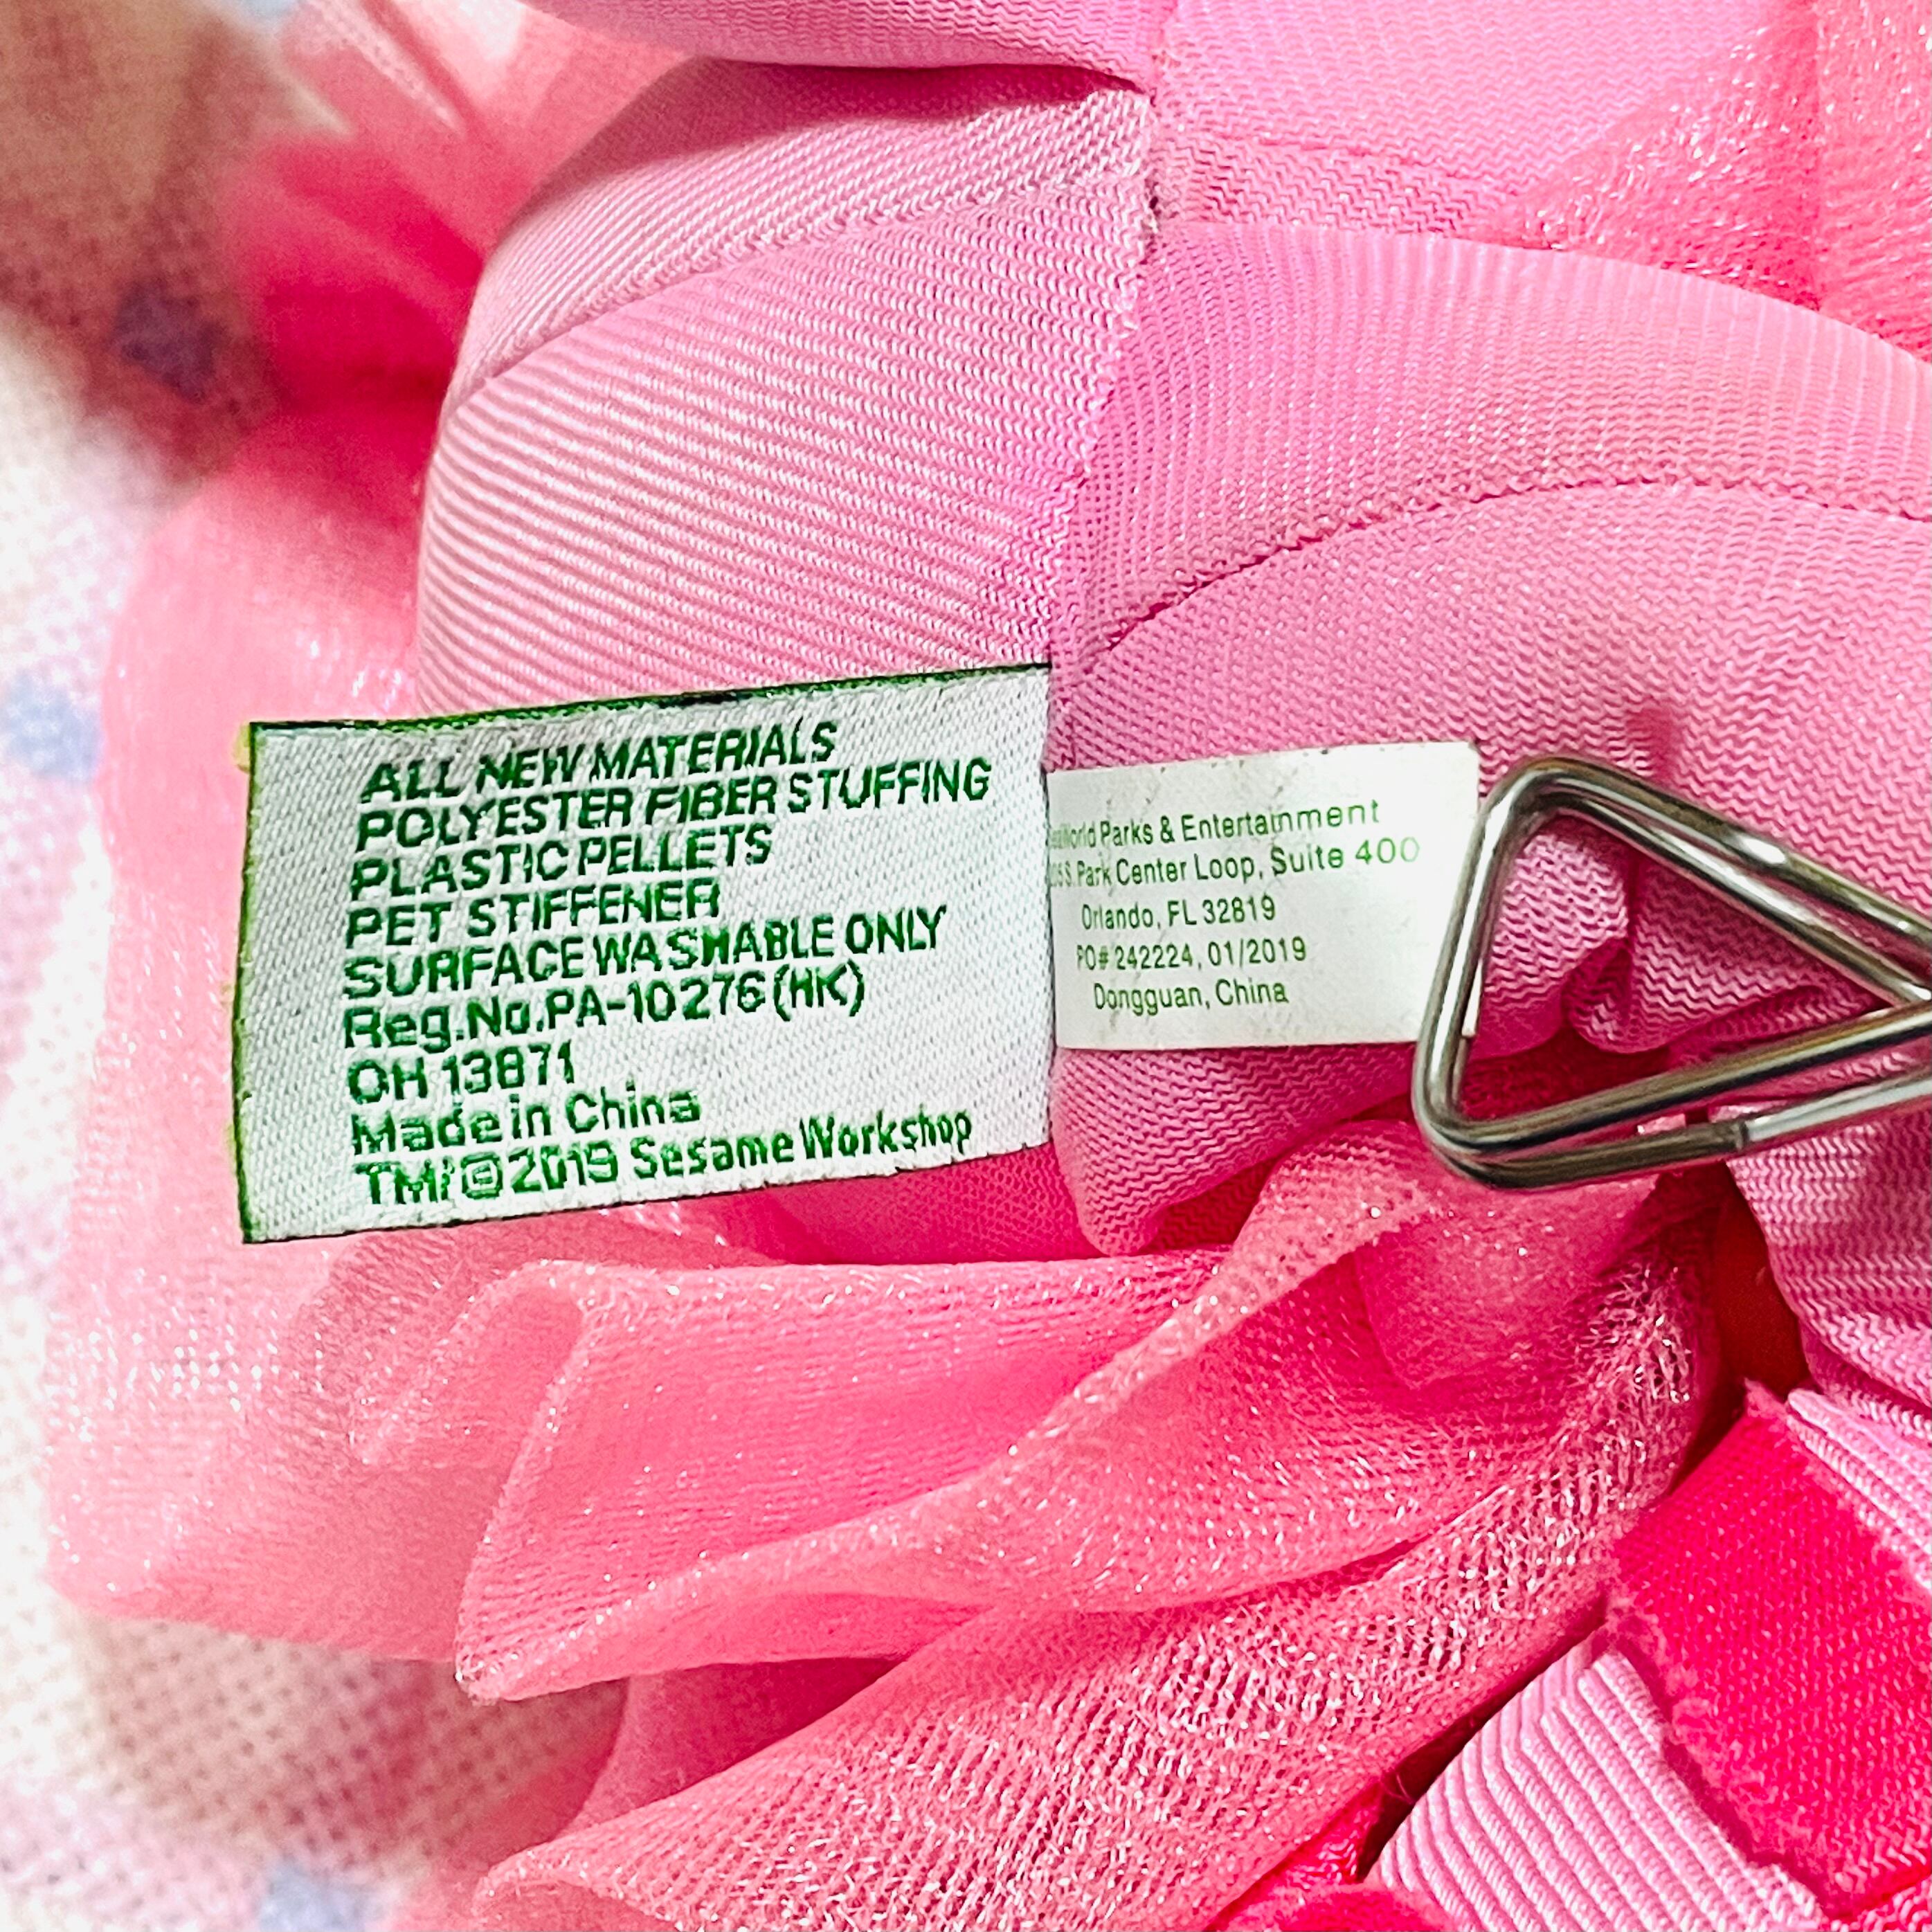 ALL NEW MATERIALS
POLYESTER FIBER STUFFING
PLASTIC PELLETS
PET STIFFENER
SURFACE WASHABLE ONLY
Reg.No.PA-10276(HK)
OH 13871
Made in China
TM/©2019 Sesame Workshop
Parks & Entertainment
S. Park Center Loop, Suite 400
Orlando, FL 32819
PO# 242224, 01/2019
Dongguan, China